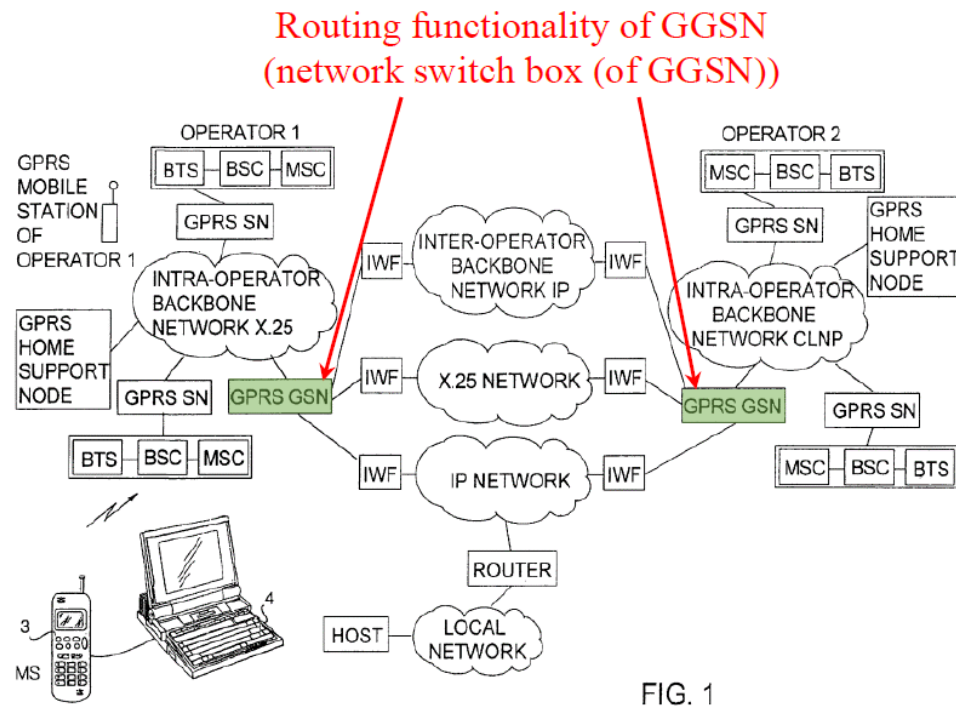 Routing functionality of GGSN
(network switch box (of GGSN))
OPERATOR 1
BTS
BSC
MSC
GPRS
MOBILE
STATION
OF
OPERATOR 1
GPRS SN
INTRA-OPERATOR
BACKBONE
NETWORK X.25
GPRS
HOME
SUPPORT
NODE
GPRS SN
GPRS GSN
BTS
BSC
MSC
IWF
INTER-OPERATOR
BACKBONE
NETWORK IP
IWF
IWF
X.25 NETWORK
IWF
IWF
IP NETWORK
IWF
ROUTER
HOST
LOCAL
NETWORK
OPERATOR 2
MSC
BSC
BTS
GPRS SN
GPRS
HOME
SUPPORT
NODE
INTRA-OPERATOR
BACKBONE
NETWORK CLNP
GPRS GSN
GPRS SN
MSC
BSC
BTS
3
MS
4
FIG. 1